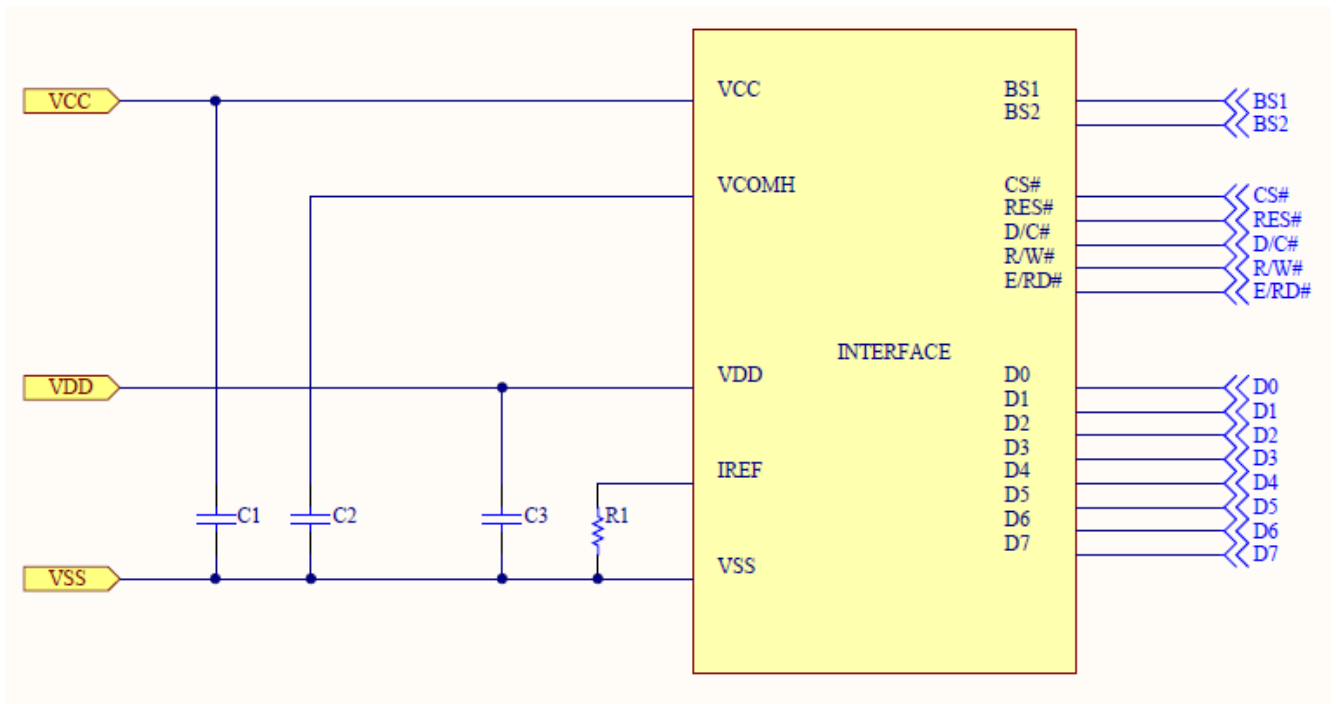 VCC
VCC
BS1
BS1
BS2
BS2
VCOMH
CS#
CS#
RES#
RES#
D/C#
D/C#
R/W#
R/W#
E/RD#
E/RD#
INTERFACE
VDD
VDD
D0
D0
D1
D1
D2
D2
D3
D3
IREF
D4
D4
D5
D5
C1
C2
C3
R1
D6
D6
D7
D7
VSS
VSS